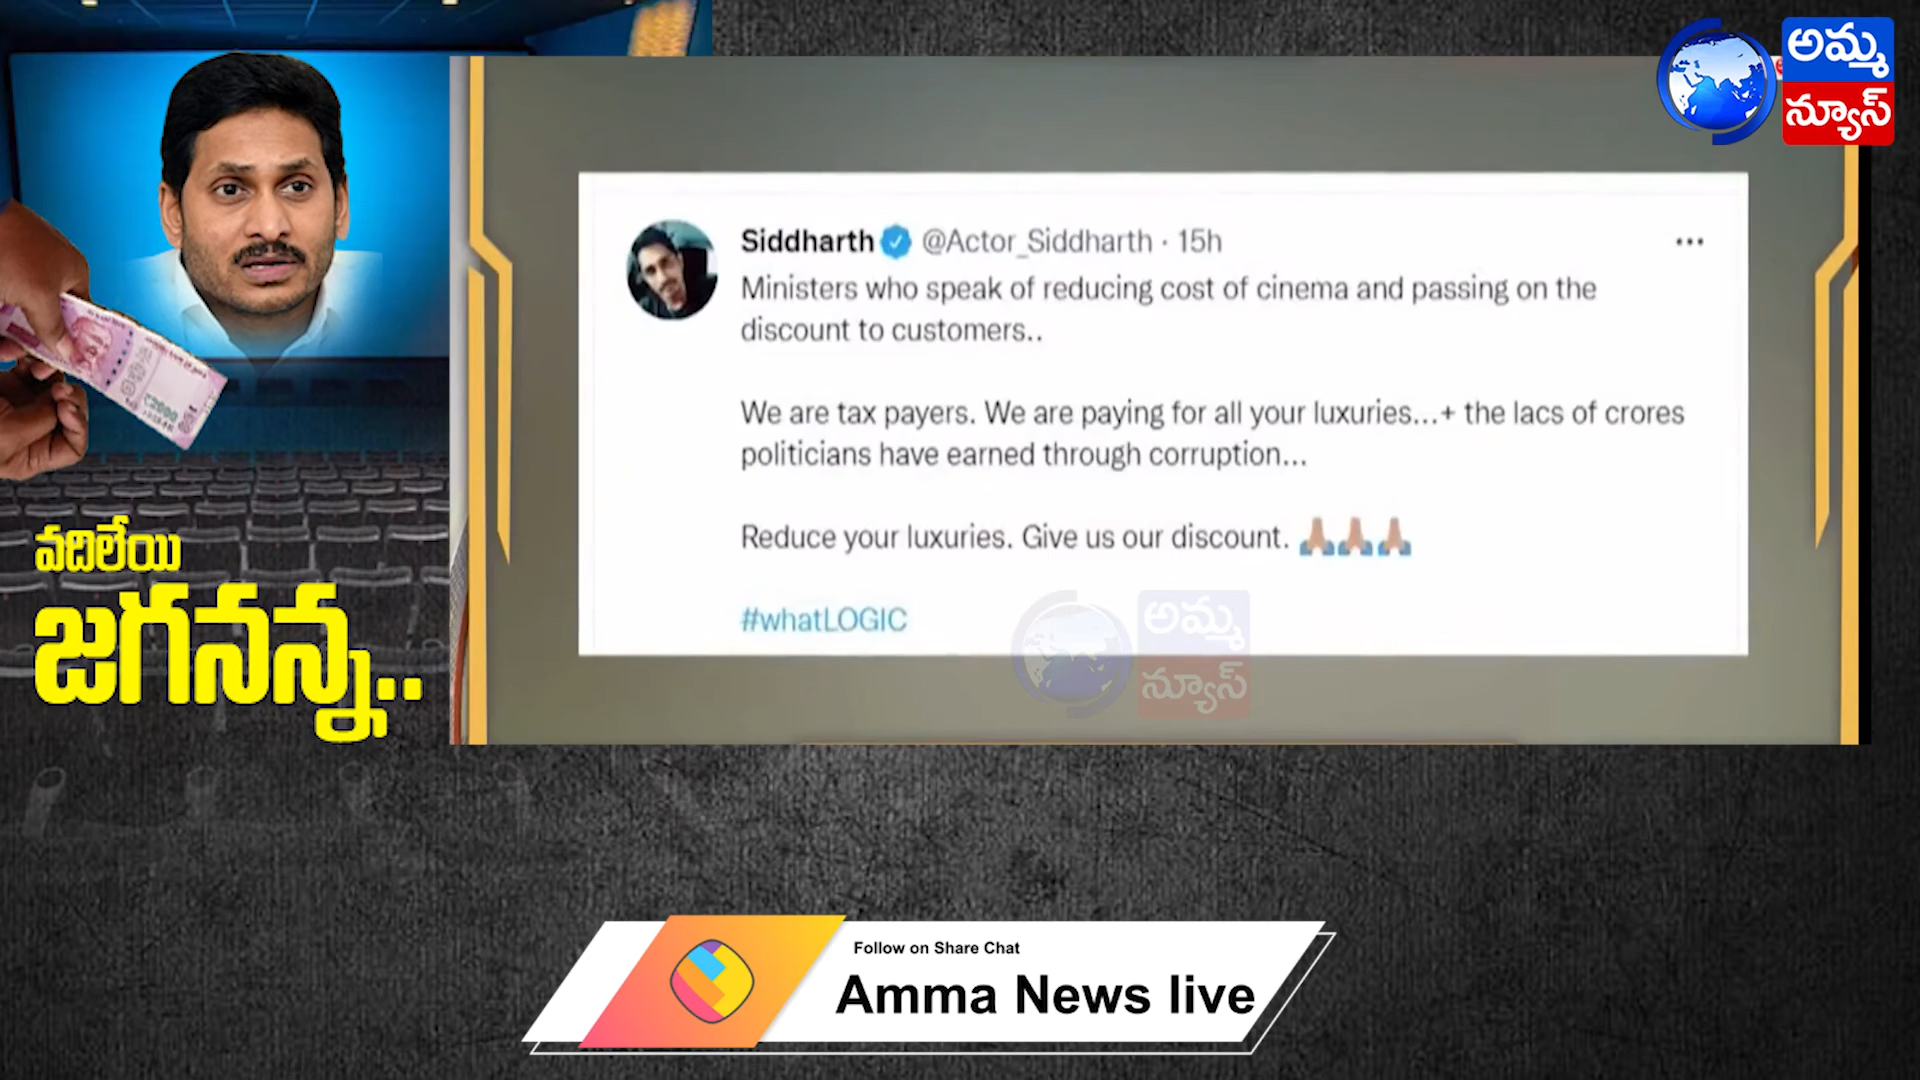 అమ్మ
న్యూస్
Siddharth @Actor_Siddharth · 15h
Ministers who speak of reducing cost of cinema and passing on the
discount to customers..
We are tax payers. We are paying for all your luxuries...+ the lacs of crores
politicians have earned through corruption...
Reduce your luxuries. Give us our discount. 🙏🙏🙏
#whatLOGIC
అమ్మ
న్యూస్
వదిలేయి
జగనన్న..
Follow on Share Chat
Amma News live